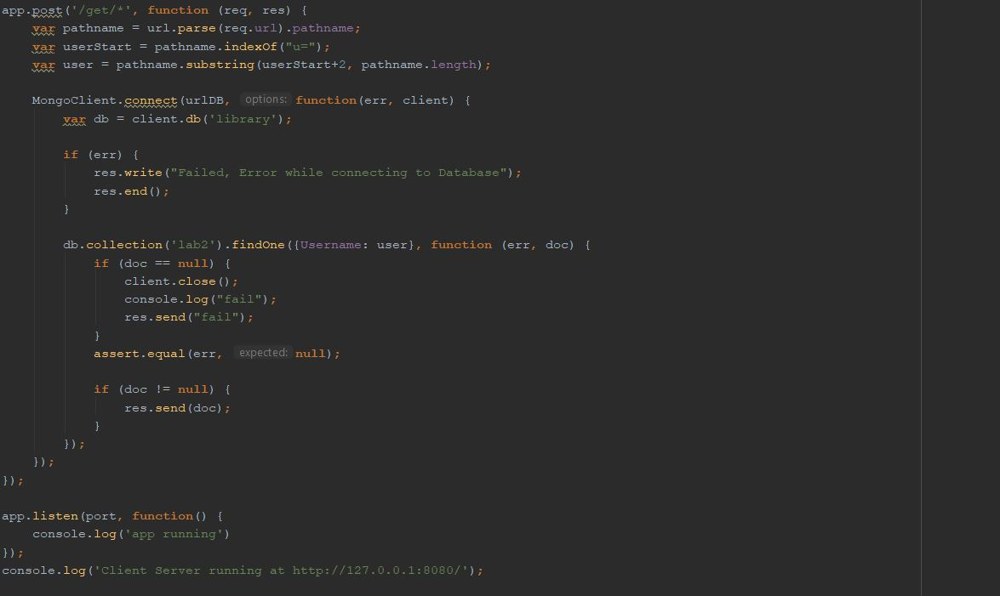 app.post('/get/*', function (req, res) {
    var pathname = url.parse(req.url).pathname;
    var userStart = pathname.indexOf("u=");
    var user = pathname.substring(userStart+2, pathname.length);
    MongoClient.connect(urlDB, options: function(err, client) {
        var db = client.db('library');
        if (err) {
            res.write("Failed, Error while connecting to Database");
            res.end();
        }
        db.collection('lab2').findOne({Username: user}, function (err, doc) {
            if (doc == null) {
                client.close();
                console.log("fail");
                res.send("fail");
            }
            assert.equal(err, expected: null);
            if (doc != null) {
                res.send(doc);
            }
        });
    });
});
app.listen(port, function() {
    console.log('app running')
});
console.log('Client Server running at http://127.0.0.1:8080/');